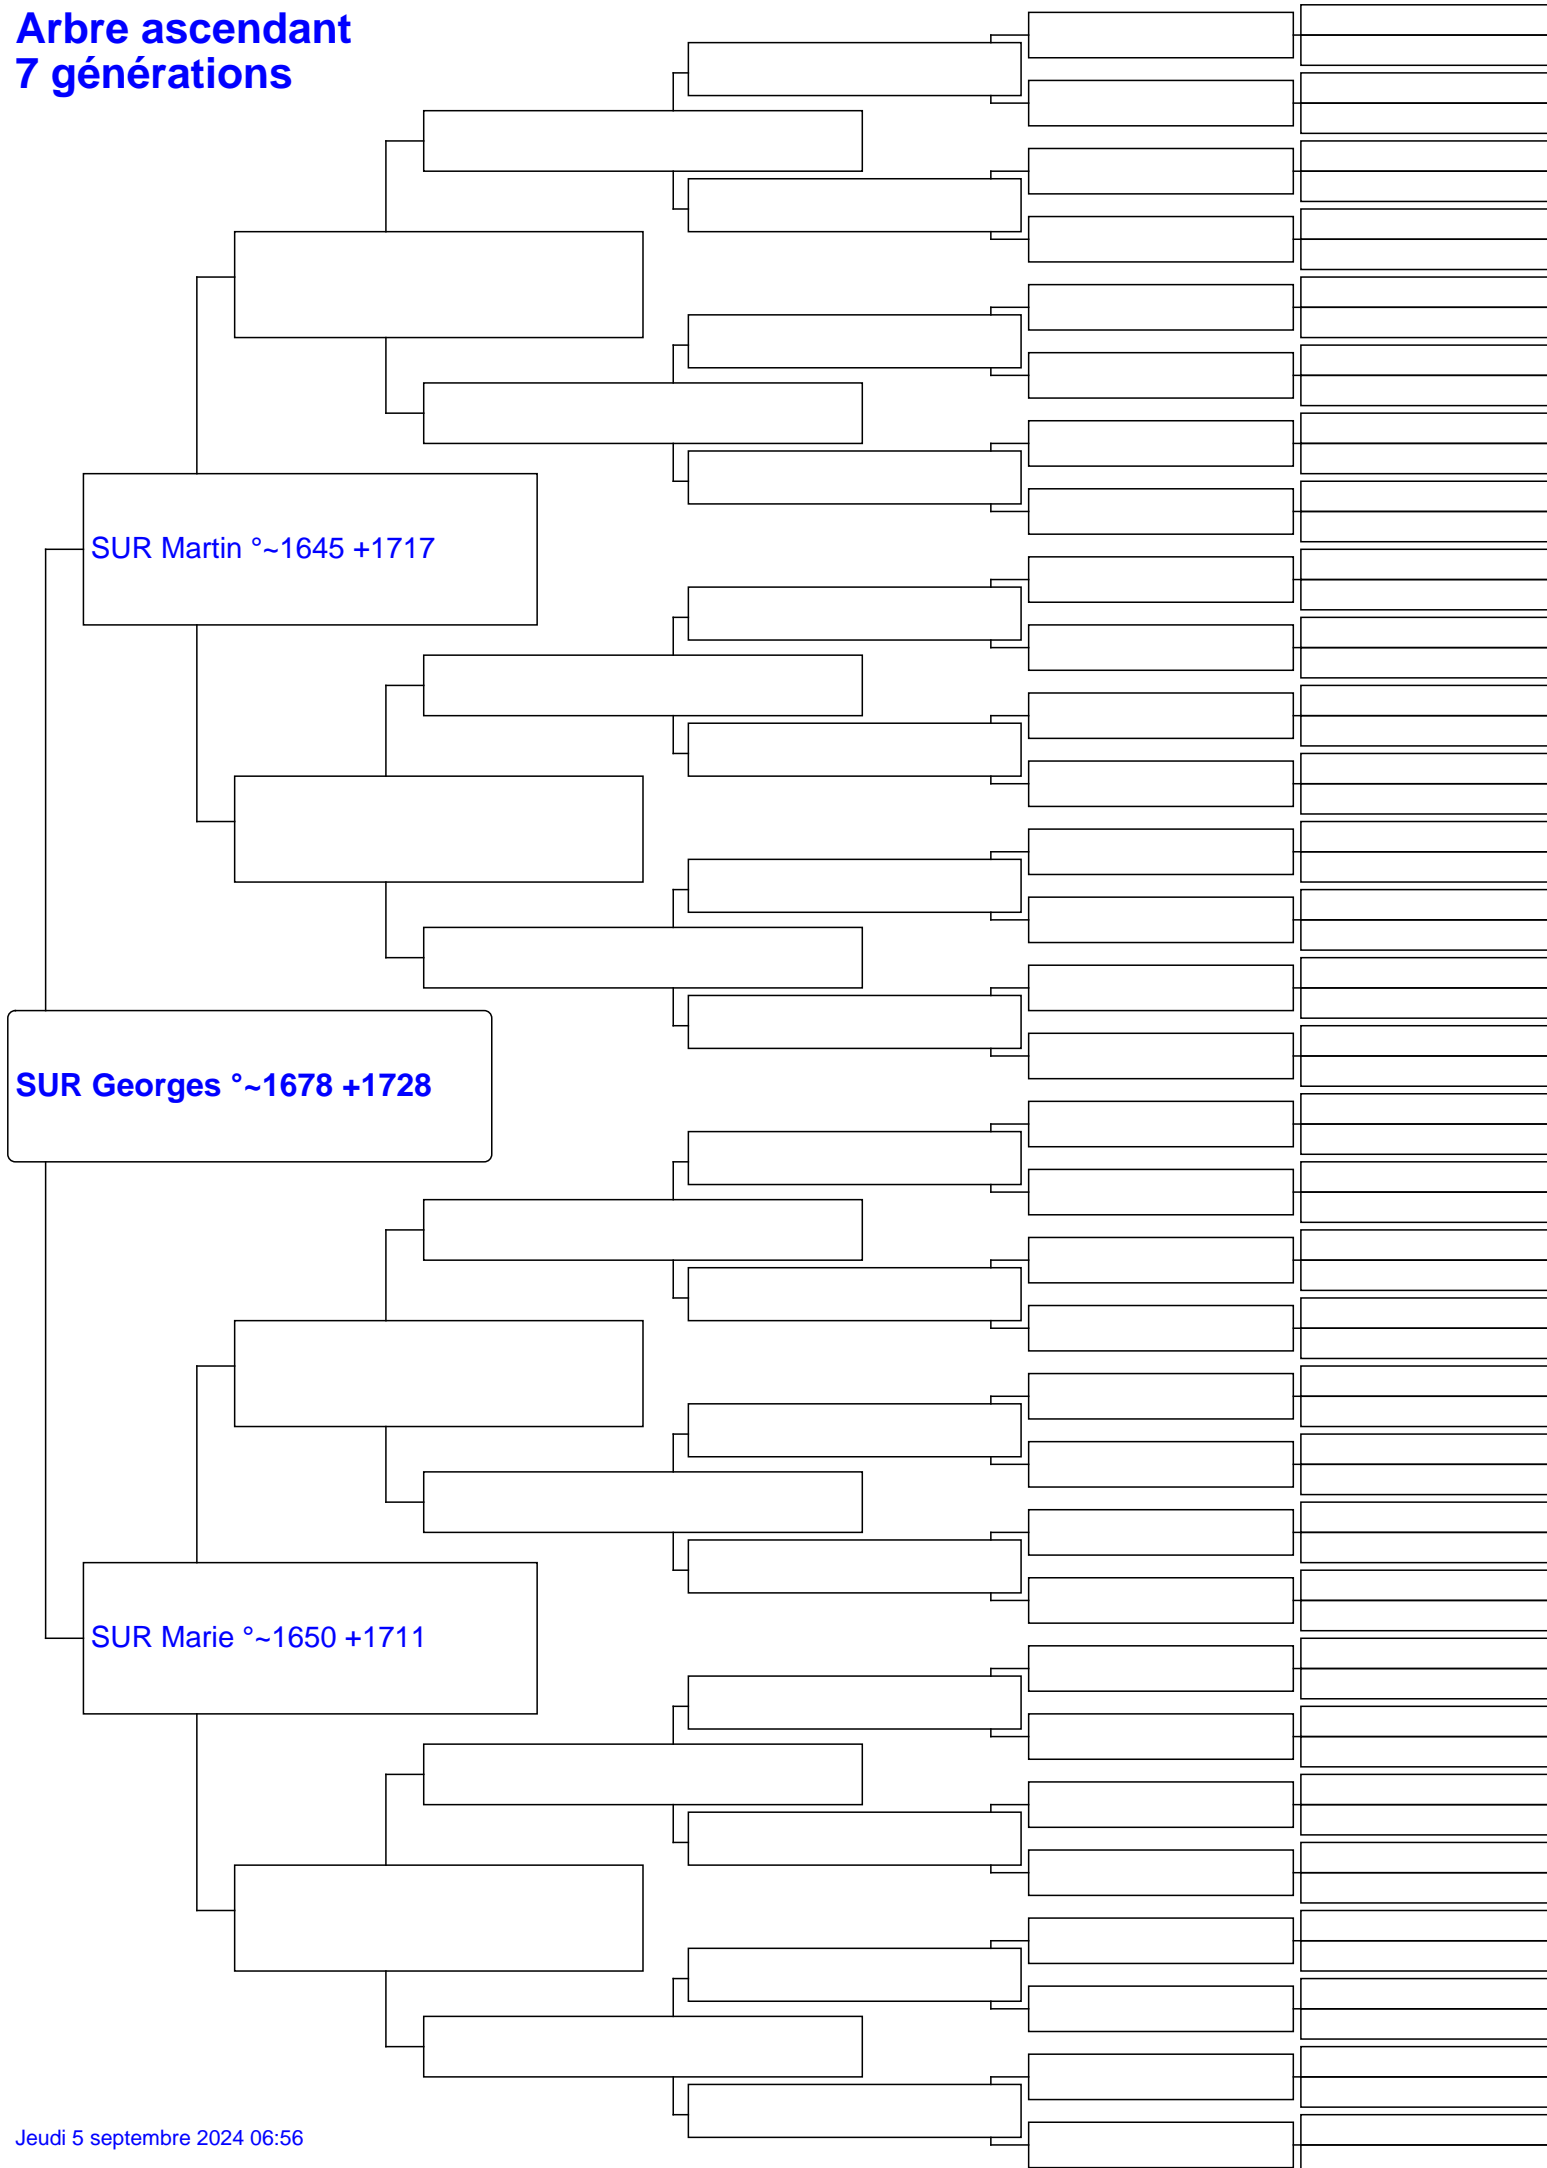 Arbre ascendant
7 générations
SUR Martin °~1645 +1717
SUR Georges °~1678 +1728
SUR Marie °~1650 +1711
Jeudi 5 septembre 2024 06:56